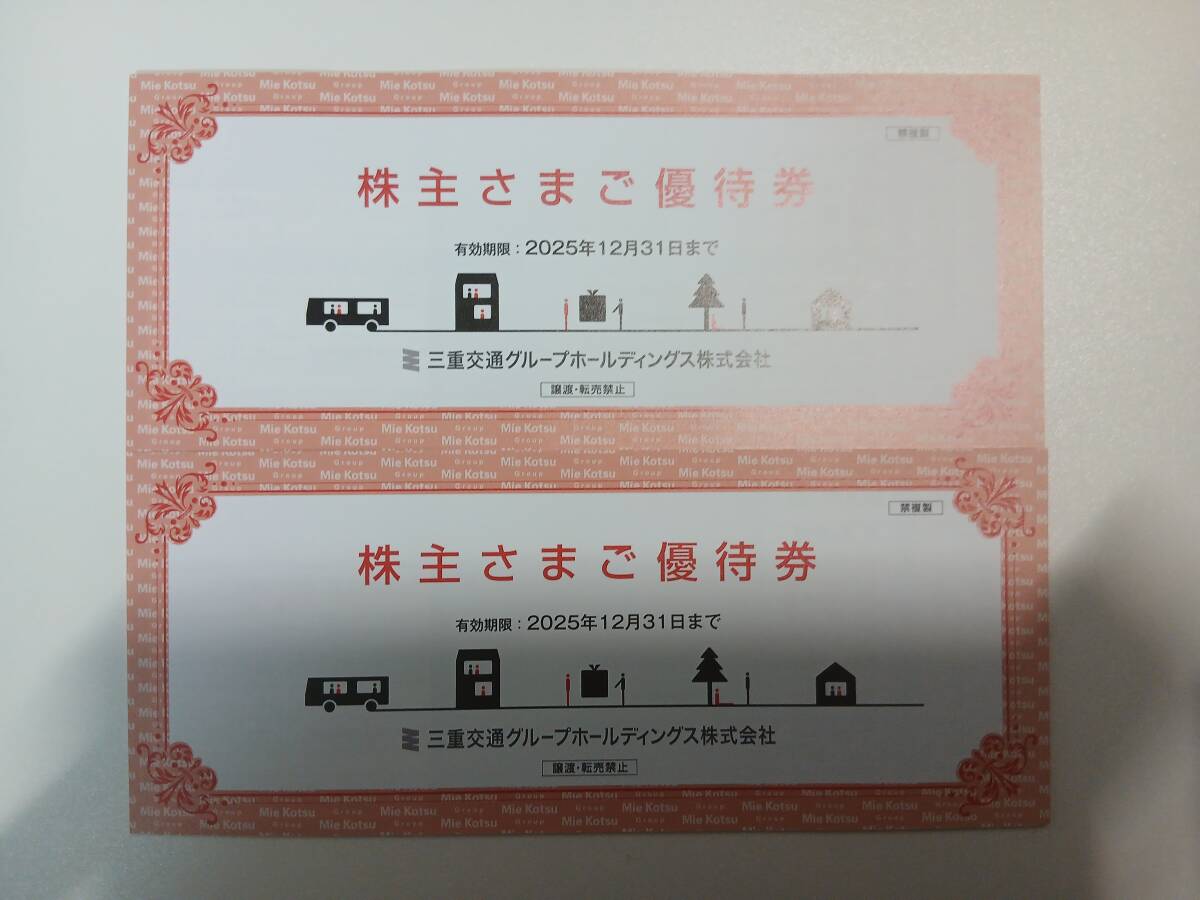 禁複製
株主さまご優待券
有効期限：2025年12月31日まで
三重交通グループホールディングス株式会社
譲渡・転売禁止
禁複製
株主さまご優待券
有効期限：2025年12月31日まで
三重交通グループホールディングス株式会社
譲渡・転売禁止
Mie Kotsu
Group